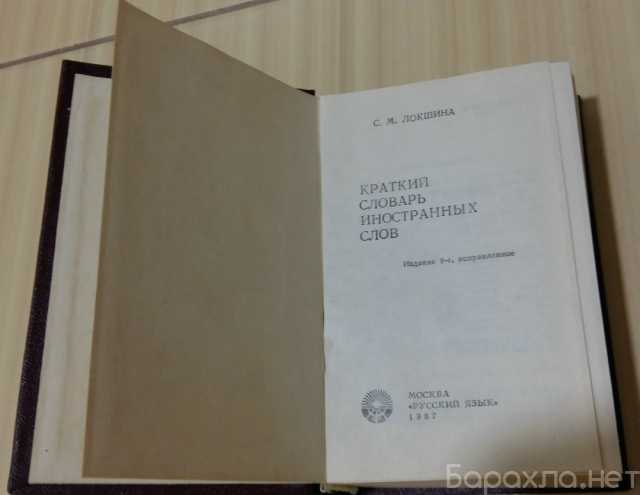 С. М. ЛОКШИНА
КРАТКИЙ
СЛОВАРЬ
ИНОСТРАННЫХ
СЛОВ
Издание 9-е, исправленное
МОСКВА
«РУССКИЙ ЯЗЫК»
1987
Барахла.нет